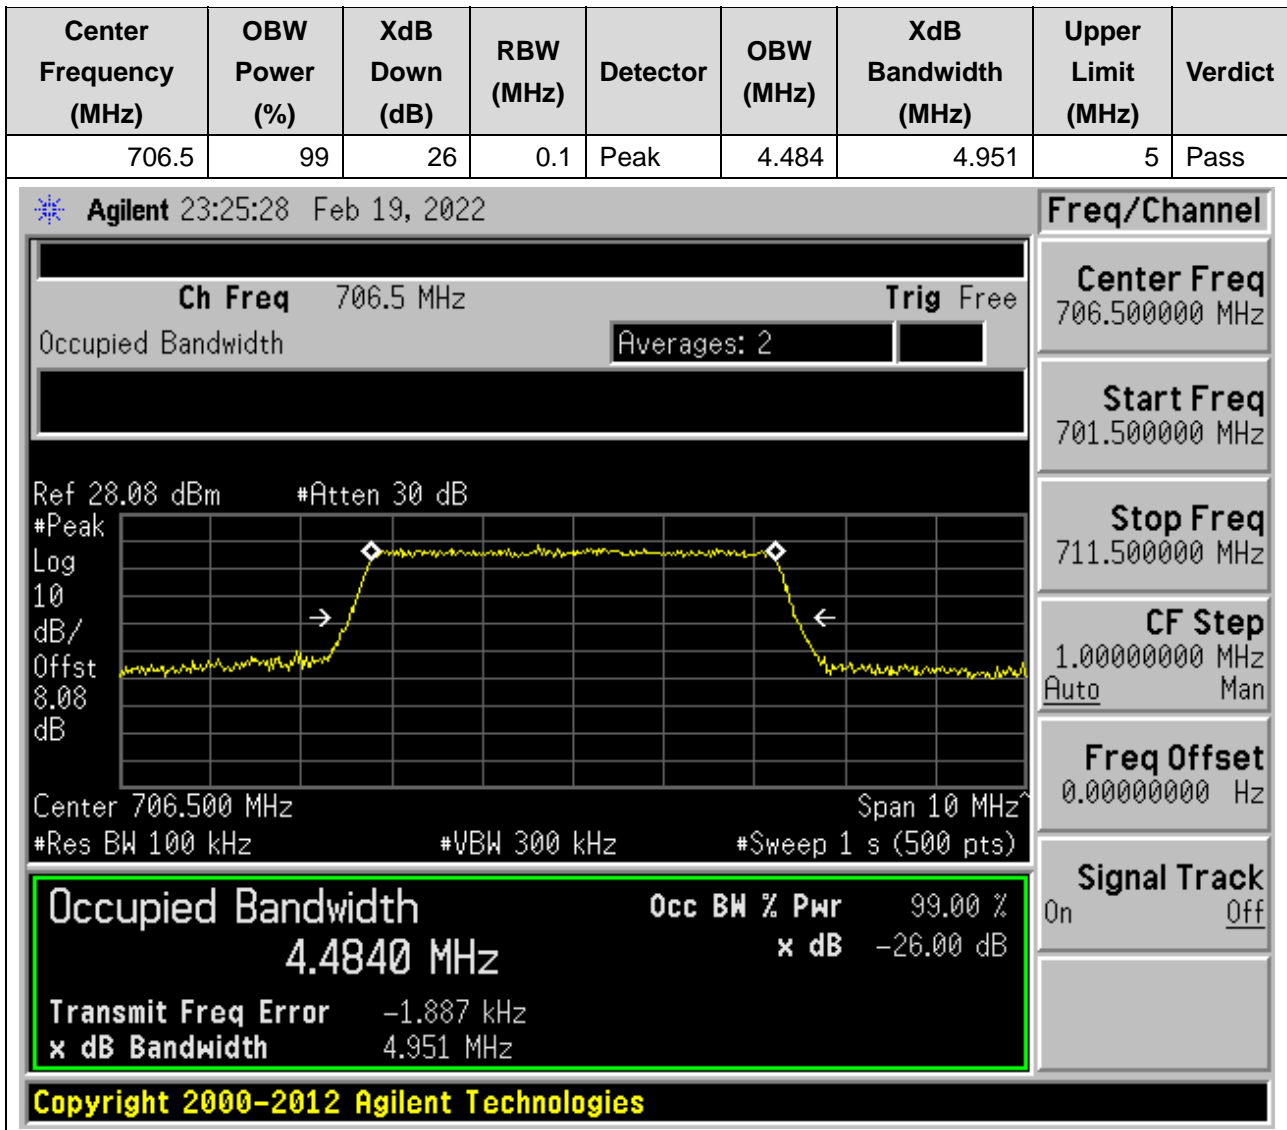 Center Frequency (MHz) OBW Power (%) XdB Down (dB) RBW (MHz) Detector OBW (MHz) XdB Bandwidth (MHz) Upper Limit (MHz) Verdict
706.5 99 26 0.1 Peak 4.484 4.951 5 Pass
Agilent 23:25:28 Feb 19, 2022
Freq/Channel
Ch Freq 706.5 MHz Trig Free
Occupied Bandwidth Averages: 2
Ref 28.08 dBm #Atten 30 dB
#Peak
Log
10
dB/
Offst
8.08
dB
Center 706.500 MHz Span 10 MHz^
#Res BW 100 kHz #VBW 300 kHz #Sweep 1 s (500 pts)
Occupied Bandwidth Occ BW % Pwr 99.00 %
4.4840 MHz x dB -26.00 dB
Transmit Freq Error -1.887 kHz
x dB Bandwidth 4.951 MHz
Center Freq
706.500000 MHz
Start Freq
701.500000 MHz
Stop Freq
711.500000 MHz
CF Step
1.00000000 MHz
Auto Man
Freq Offset
0.00000000 Hz
Signal Track
On Off
Copyright 2000-2012 Agilent Technologies